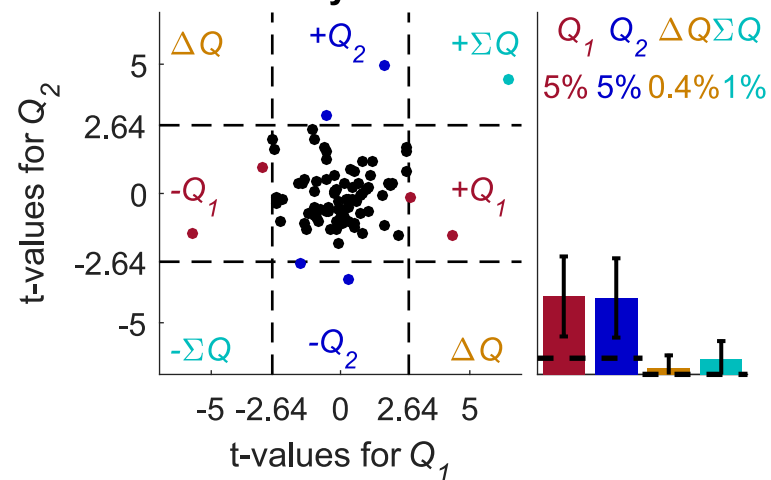 ΔQ +Q₂ +ΣQ
-Q₁ +Q₁
-ΣQ -Q₂ ΔQ
5
2.64
0
-2.64
-5
t-values for Q₂
-5 -2.64 0 2.64 5
t-values for Q₁
Q₁ Q₂ ΔQ ΣQ
5% 5% 0.4% 1%